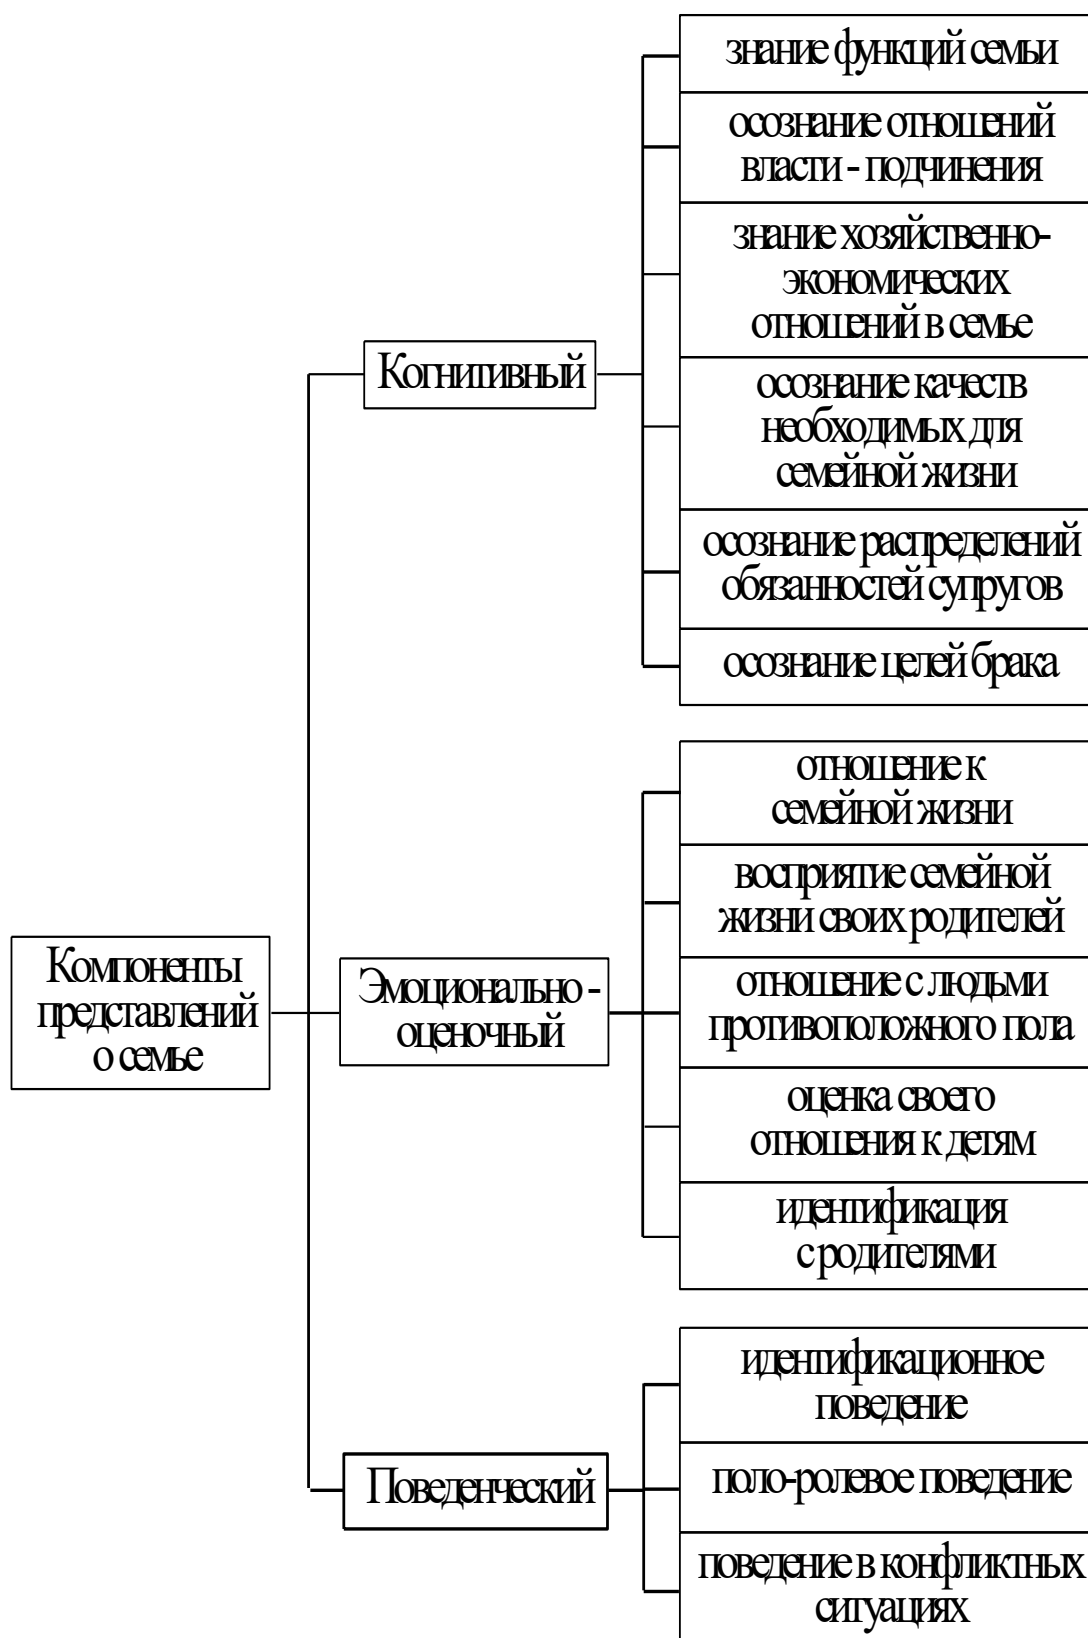 знание функций семьи
осознание отношений
власти - подчинения
знание хозяйственно-
экономических
отношений в семье
Когнитивный
осознание качеств
необходимых для
семейной жизни
осознание распределений
обязанностей супругов
осознание целей брака
отношение к
семейной жизни
восприятие семейной
жизни своих родителей
Компоненты
представлений
о семье
Эмоционально -
оценочный
отношение с людьми
противоположного пола
оценка своего
отношения к детям
идентификация
с родителями
идентификационное
поведение
Поведенческий
поло-ролевое поведение
поведение в конфликтных
ситуациях